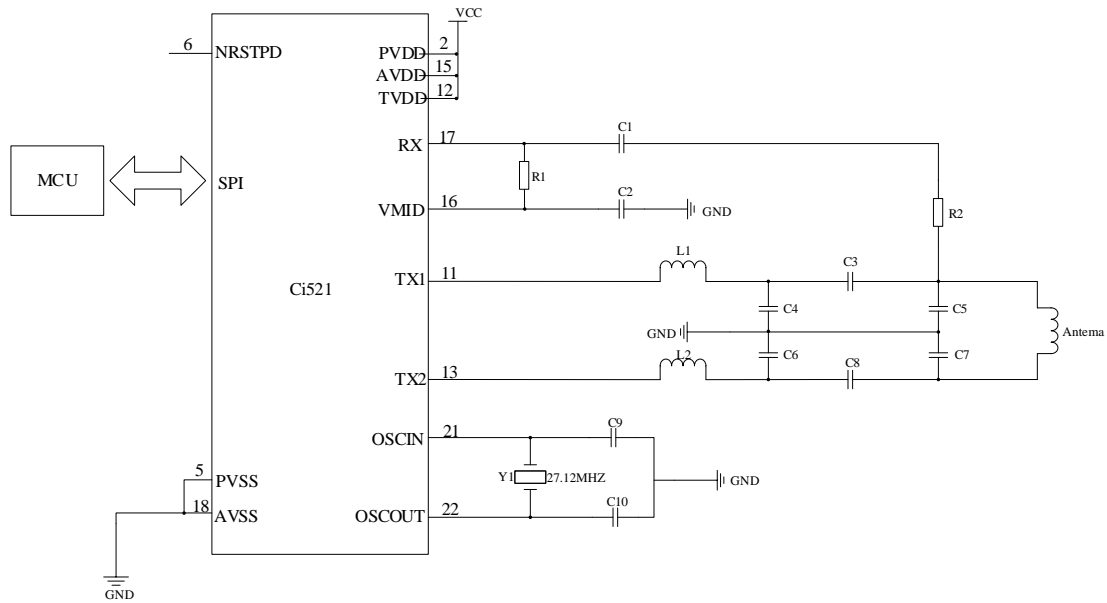 VCC
6 NRSTPD
PVDD 2
AVDD 15
TVDD 12
RX 17
C1
MCU
SPI
R1
VMID 16
C2
GND
R2
L1
C3
TX1 11
Ci521
C4
C5
GND
Antema
L2
C6
C8
C7
TX2 13
OSCIN 21
C9
Y1 27.12MHZ
GND
5 PVSS
C10
18 AVSS
OSCOUT 22
GND